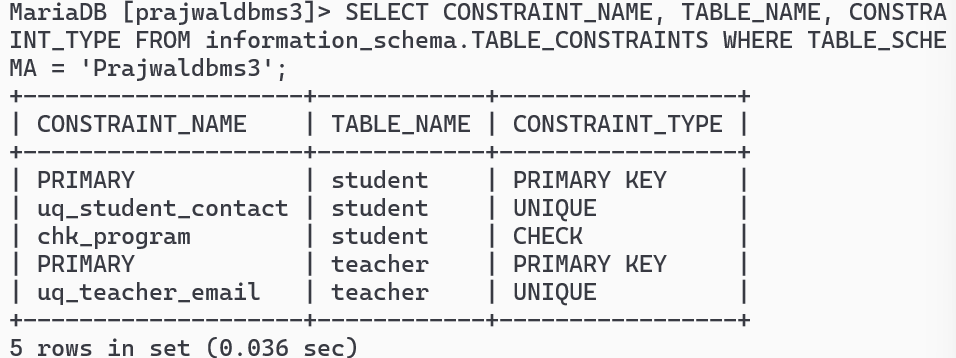 MariaDB [prajwaldbms3]> SELECT CONSTRAINT_NAME, TABLE_NAME, CONSTRA
INT_TYPE FROM information_schema.TABLE_CONSTRAINTS WHERE TABLE_SCHE
MA = 'Prajwaldbms3';
+--------------------+------------+-----------------+
| CONSTRAINT_NAME    | TABLE_NAME | CONSTRAINT_TYPE |
+--------------------+------------+-----------------+
| PRIMARY            | student    | PRIMARY KEY     |
| uq_student_contact | student    | UNIQUE          |
| chk_program        | student    | CHECK           |
| PRIMARY            | teacher    | PRIMARY KEY     |
| uq_teacher_email   | teacher    | UNIQUE          |
+--------------------+------------+-----------------+
5 rows in set (0.036 sec)